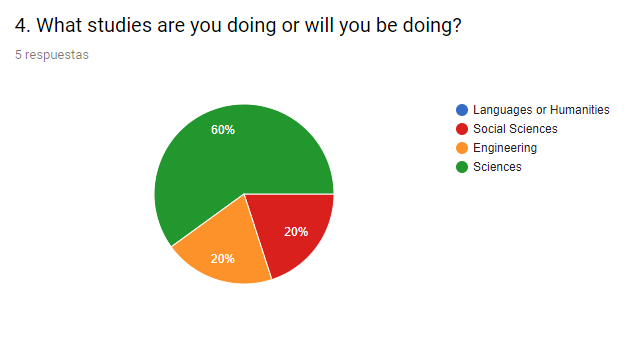 4. What studies are you doing or will you be doing?
5 respuestas
60%
20%
20%
Languages or Humanities
Social Sciences
Engineering
Sciences